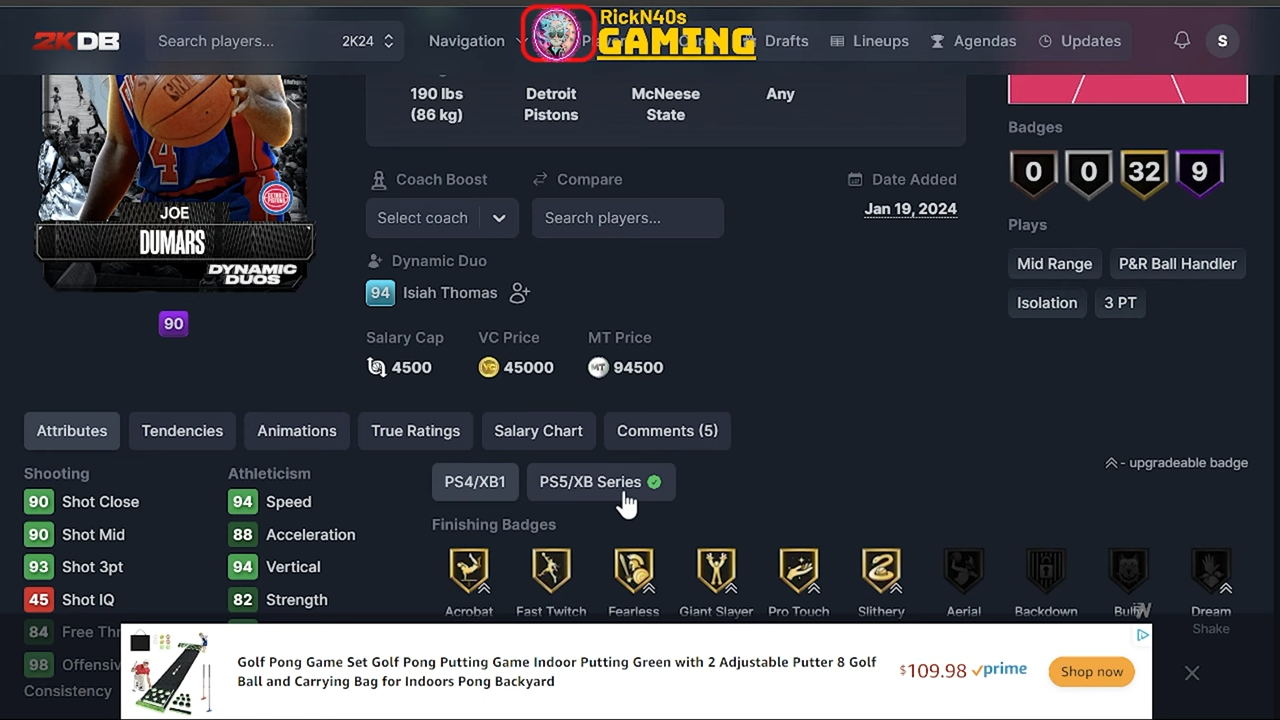 2KDB
Search players...
2K24
Navigation
RickN40s
GAMING
Drafts
Lineups
Agendas
Updates
S
190 lbs
(86 kg)
Detroit
Pistons
McNeese
State
Any
4
JOE
DUMARS
DYNAMIC
DUOS
90
Coach Boost
Select coach
Compare
Search players...
Date Added
Jan 19, 2024
Dynamic Duo
94 Isiah Thomas
Salary Cap
4500
VC Price
VC 45000
MT Price
MT 94500
Badges
0 0 32 9
Plays
Mid Range
P&R Ball Handler
Isolation
3 PT
Attributes
Tendencies
Animations
True Ratings
Salary Chart
Comments (5)
- upgradeable badge
Shooting
90 Shot Close
90 Shot Mid
93 Shot 3pt
45 Shot IQ
84 Free Thr
98 Offensiv
Consistency
Athleticism
94 Speed
88 Acceleration
94 Vertical
82 Strength
PS4/XB1
PS5/XB Series
Finishing Badges
Acrobat
Fast Twitch
Fearless
Giant Slayer
Pro Touch
Slithery
Aerial
Backdown
Dream
Shake
Golf Pong Game Set Golf Pong Putting Game Indoor Putting Green with 2 Adjustable Putter 8 Golf
Ball and Carrying Bag for Indoors Pong Backyard
$109.98 prime
Shop now